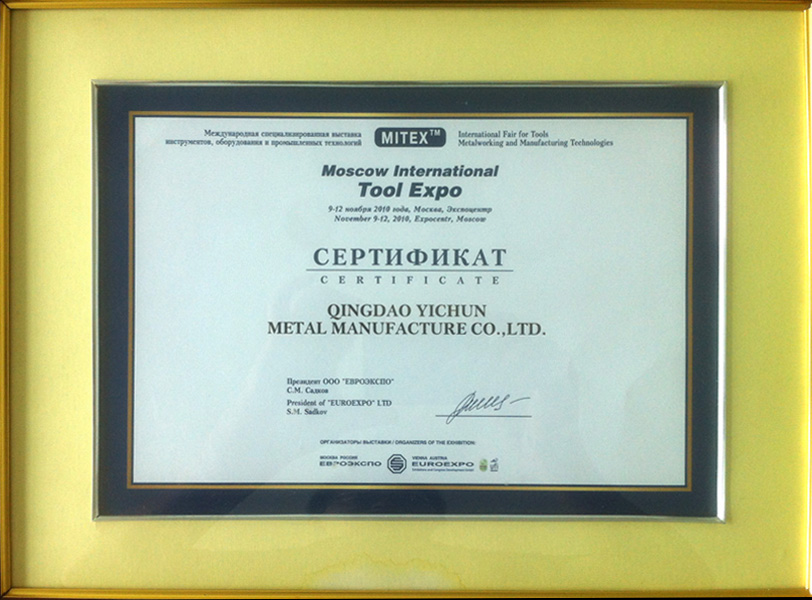 Международная специализированная выставка
инструментов, оборудования и промышленных технологий
MITEX™
International Fair for Tools
Metalworking and Manufacturing Technologies
Moscow International
Tool Expo
9-12 ноября 2010 года, Москва, Экспоцентр
November 9-12, 2010, Expocentr, Moscow
СЕРТИФИКАТ
CERTIFICATE
QINGDAO YICHUN
METAL MANUFACTURE CO.,LTD.
Президент ООО "ЕВРОЭКСПО"
С.М. Садков
President of "EUROEXPO" LTD
S.M. Sadkov
ОРГАНИЗАТОРЫ ВЫСТАВКИ / ORGANIZERS OF THE EXHIBITION:
МОСКВА РОССИЯ
ЕВРОЭКСПО
VIENNA AUSTRIA
EUROEXPO